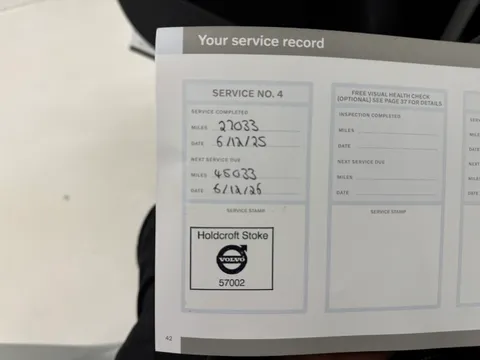 Your service record
SERVICE NO. 4
SERVICE COMPLETED
MILES 27033
DATE 6/12/25
NEXT SERVICE DUE
MILES 45033
DATE 5/12/26
SERVICE STAMP
Holdcroft Stoke
VOLVO
57002
FREE VISUAL HEALTH CHECK
(OPTIONAL) SEE PAGE 27 FOR DETAILS
INSPECTION COMPLETED
MILES
DATE
NEXT SERVICE DUE
MILES
DATE
SERVICE STAMP
42